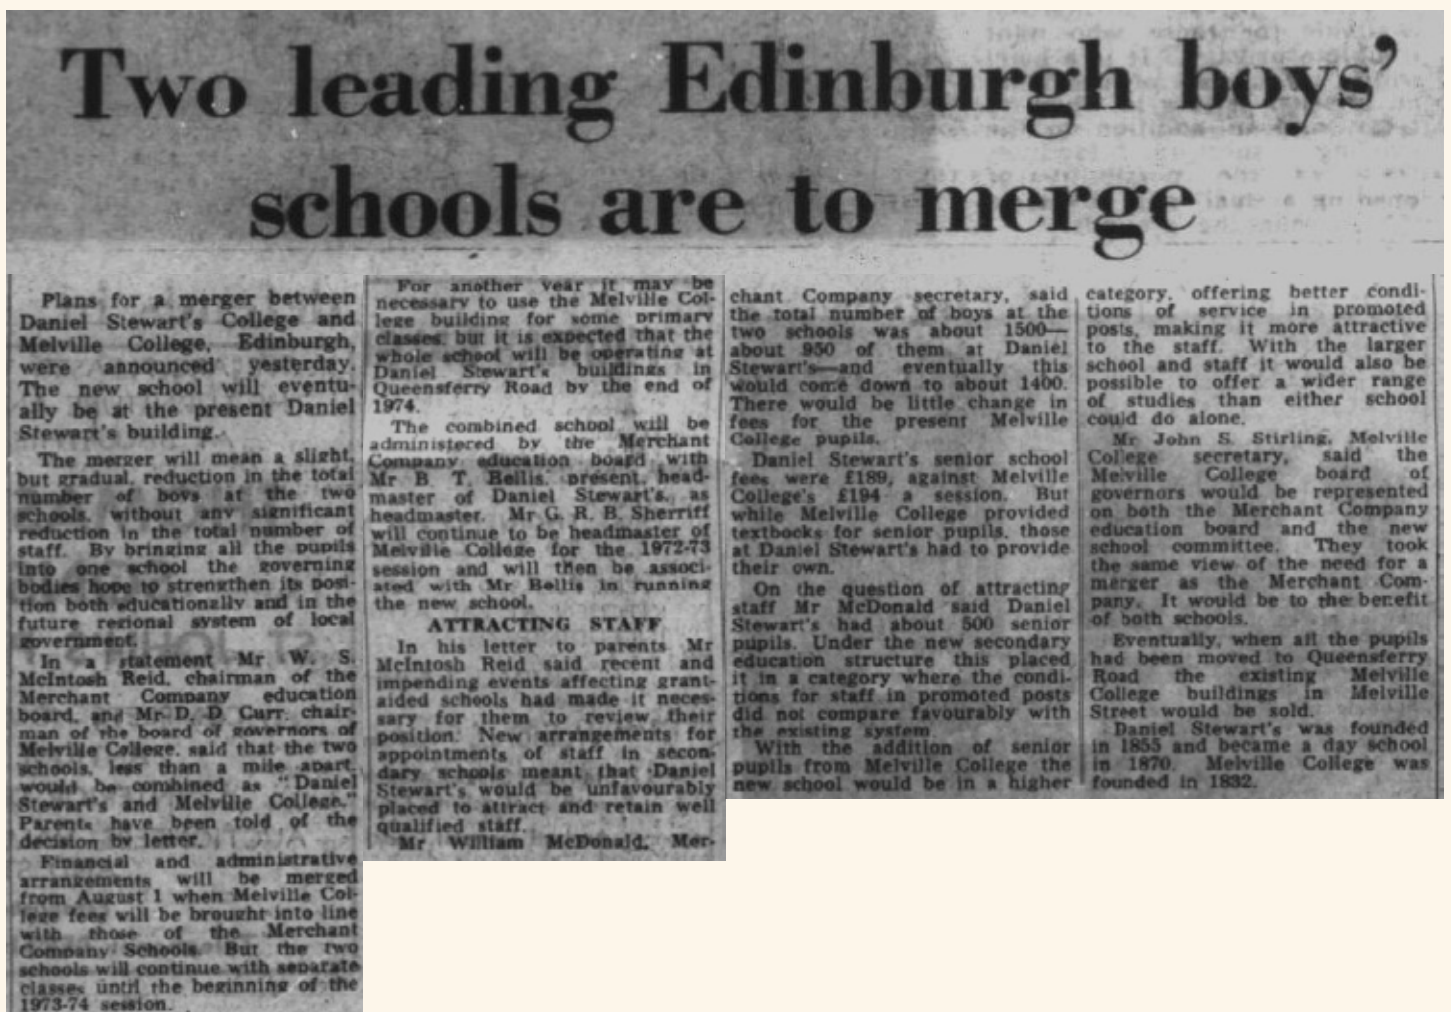 Two leading Edinburgh boys'
schools are to merge
Plans for a merger between
Daniel Stewart's College and
Melville College, Edinburgh,
were announced yesterday.
The new school will eventu-
ally be at the present Daniel
Stewart's building.
The merger will mean a slight,
but gradual, reduction in the total
number of boys at the two
schools, without any significant
reduction in the total number of
staff. By bringing all the pupils
into one school the governing
bodies hope to strengthen its posi-
tion both educationally and in the
future regional system of local
government.
In a statement Mr W. S.
McIntosh Reid, chairman of the
Merchant Company education
board, and Mr D. D. Curr, chair-
man of the board of governors of
Melville College, said that the two
schools, less than a mile apart,
would be combined as "Daniel
Stewart's and Melville College."
Parents have been told of the
decision by letter.
Financial and administrative
arrangements will be merged
from August 1 when Melville Col-
lege fees will be brought into line
with those of the Merchant
Company Schools. But the two
schools will continue with separate
classes until the beginning of the
1973-74 session.
For another year it may be
necessary to use the Melville Col-
lege building for some primary
classes, but it is expected that the
whole school will be operating at
Daniel Stewart's buildings in
Queensferry Road by the end of
1974.
The combined school will be
administered by the Merchant
Company education board with
Mr B. T. Bellis, present head-
master of Daniel Stewart's, as
headmaster. Mr G. R. B. Sherriff
will continue to be headmaster of
Melville College for the 1972-73
session and will then be associ-
ated with Mr Bellis in running
the new school.
ATTRACTING STAFF
In his letter to parents Mr
McIntosh Reid said recent and
impending events affecting grant-
aided schools had made it neces-
sary for them to review their
position. New arrangements for
appointments of staff in secon-
dary schools meant that Daniel
Stewart's would be unfavourably
placed to attract and retain well
qualified staff.
Mr William McDonald, Mer-
chant Company secretary, said
the total number of boys at the
two schools was about 1500—
about 950 of them at Daniel
Stewart's—and eventually this
would come down to about 1400.
There would be little change in
fees for the present Melville
College pupils.
Daniel Stewart's senior school
fees were £189, against Melville
College's £194 a session. But
while Melville College provided
textbooks for senior pupils, those
at Daniel Stewart's had to provide
their own.
On the question of attracting
staff Mr McDonald said Daniel
Stewart's had about 500 senior
pupils. Under the new secondary
education structure this placed
it in a category where the condi-
tions for staff in promoted posts
did not compare favourably with
the existing system.
With the addition of senior
pupils from Melville College the
new school would be in a higher
category, offering better condi-
tions of service in promoted
posts, making it more attractive
to the staff. With the larger
school and staff it would also be
possible to offer a wider range
of studies than either school
could do alone.
Mr John S. Stirling, Melville
College secretary, said the
Melville College board of
governors would be represented
on both the Merchant Company
education board and the new
school committee. They took
the same view of the need for a
merger as the Merchant Com-
pany. It would be to the benefit
of both schools.
Eventually, when all the pupils
had been moved to Queensferry
Road the existing Melville
College buildings in Melville
Street would be sold.
Daniel Stewart's was founded
in 1855 and became a day school
in 1870. Melville College was
founded in 1832.